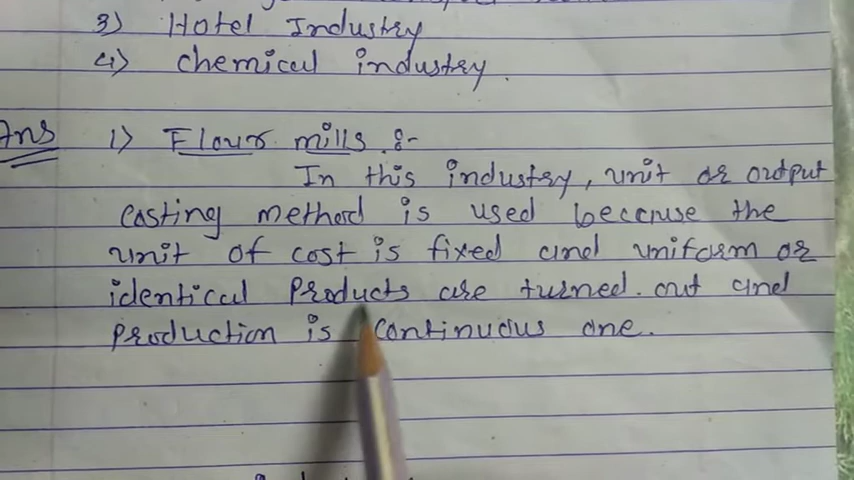 3) Hotel Industry
4) chemical industry.
Ans 1) Flour mills :-
In this industry, unit or output
costing method is used because the
unit of cost is fixed and uniform or
identical products are turned out and
production is continuous one.